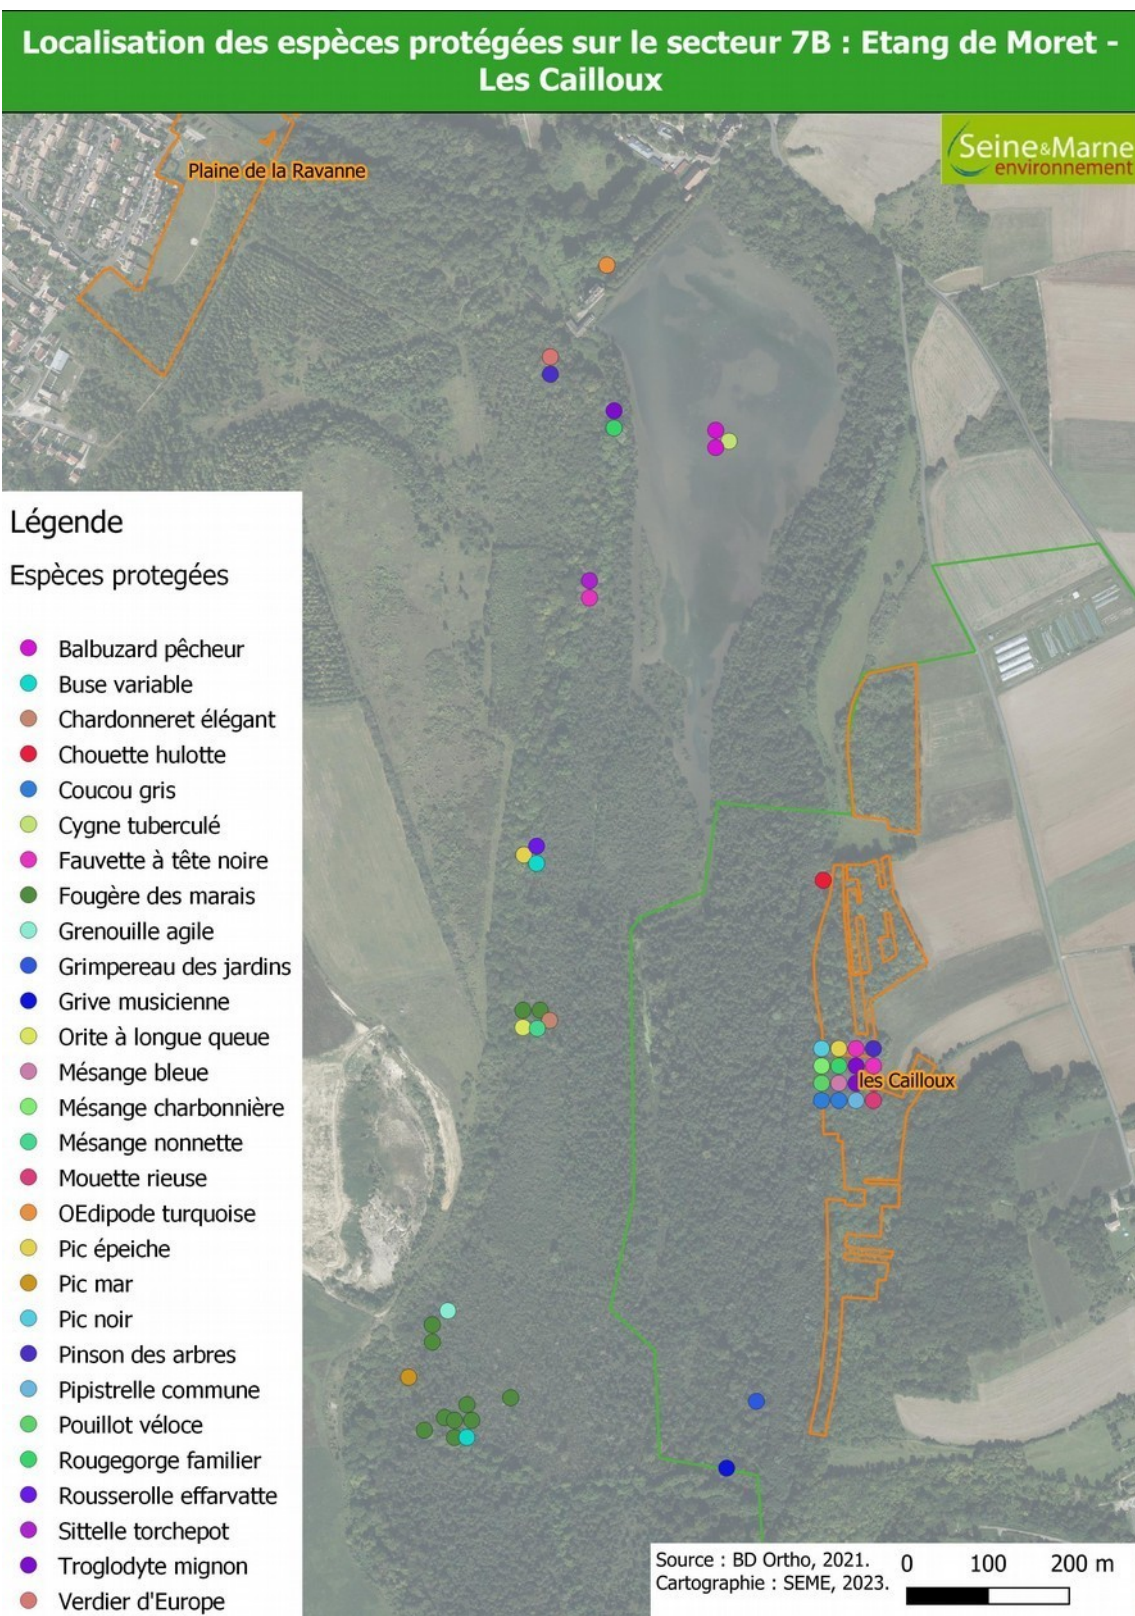 Localisation des espèces protégées sur le secteur 7B : Etang de Moret -
Les Cailloux
Seine&Marne
environnement
Plaine de la Ravanne
Légende
Espèces protegées
Balbuzard pêcheur
Buse variable
Chardonneret élégant
Chouette hulotte
Coucou gris
Cygne tuberculé
Fauvette à tête noire
Fougère des marais
Grenouille agile
Grimpereau des jardins
Grive musicienne
Orite à longue queue
Mésange bleue
Mésange charbonnière
Mésange nonnette
Mouette rieuse
OEdipode turquoise
Pic épeiche
Pic mar
Pic noir
Pinson des arbres
Pipistrelle commune
Pouillot véloce
Rougegorge familier
Rousserolle effarvatte
Sittelle torchepot
Troglodyte mignon
Verdier d'Europe
les Cailloux
Source : BD Ortho, 2021.
Cartographie : SEME, 2023.
0 100 200 m